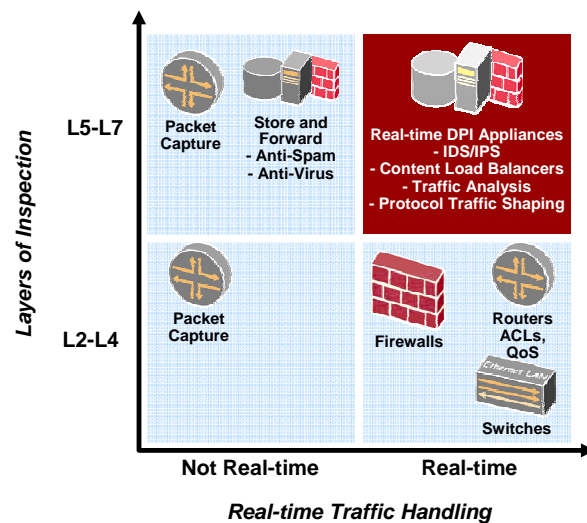 Layers of Inspection
L5-L7
Packet
Capture
Store and
Forward
- Anti-Spam
- Anti-Virus
Real-time DPI Appliances
- IDS/IPS
- Content Load Balancers
- Traffic Analysis
- Protocol Traffic Shaping
L2-L4
Packet
Capture
Firewalls
Routers
ACLs,
QoS
Ethernet LAN
Switches
Not Real-time
Real-time
Real-time Traffic Handling